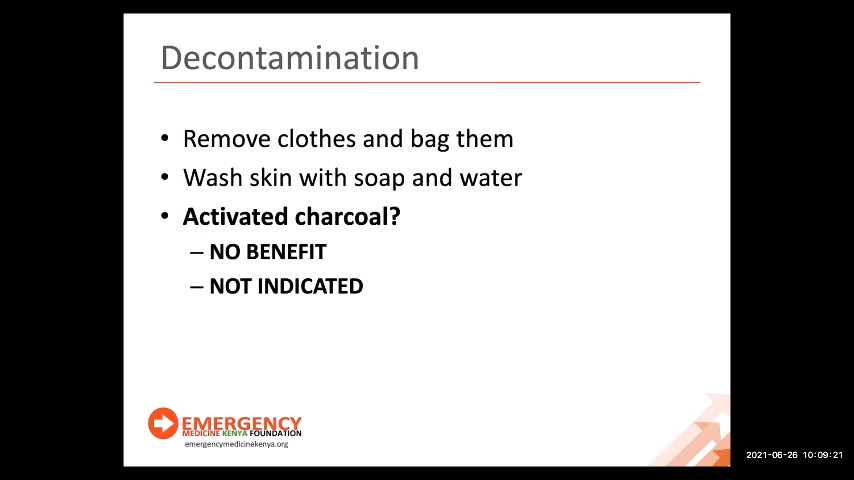 Decontamination
• Remove clothes and bag them
• Wash skin with soap and water
• Activated charcoal?
– NO BENEFIT
– NOT INDICATED
EMERGENCY
MEDICINE KENYA FOUNDATION
emergencymedicinekenya.org
2021-06-26 10:09:21